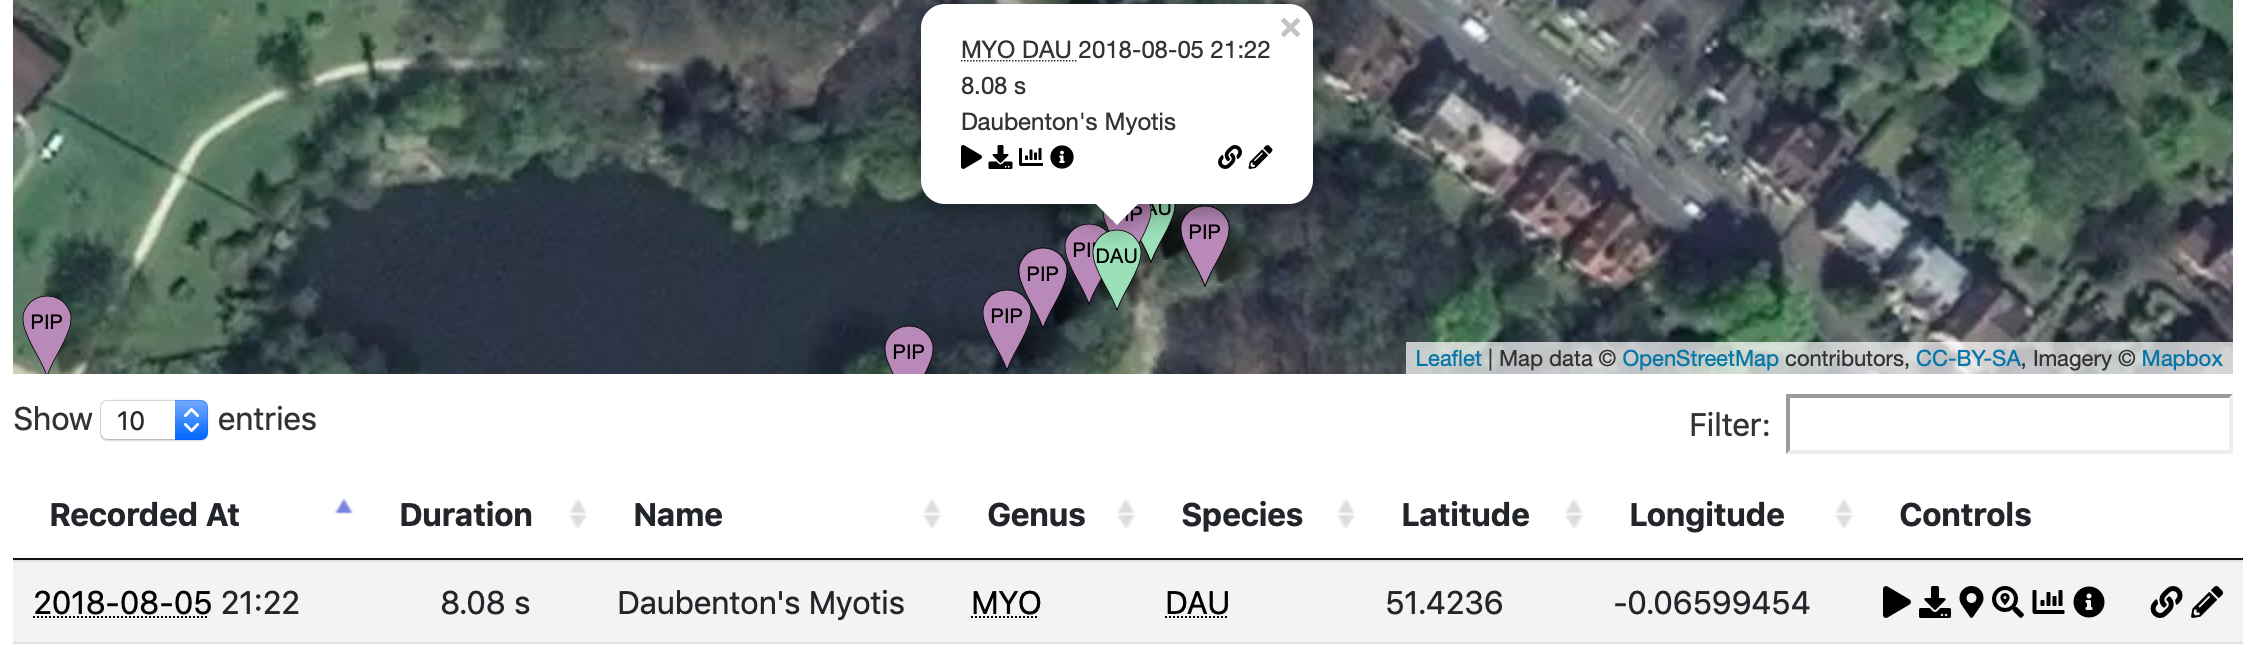 MYO DAU 2018-08-05 21:22
8.08 s
Daubenton's Myotis
PIP
PIP
DAU
PIP
PIP
PIP
PIP
Leaflet | Map data © OpenStreetMap contributors, CC-BY-SA, Imagery © Mapbox
Show 10 entries
Filter:
Recorded At Duration Name Genus Species Latitude Longitude Controls
2018-08-05 21:22 8.08 s Daubenton's Myotis MYO DAU 51.4236 -0.06599454